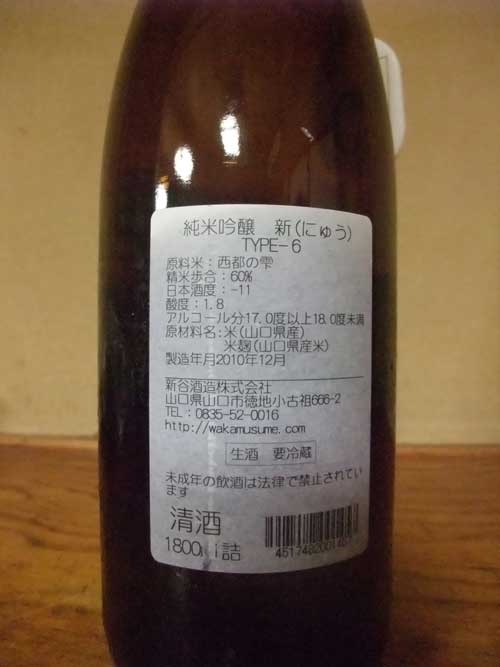 純米吟醸　新(にゅう)
TYPE-6
原料米：西都の雫
精米歩合：60%
日本酒度：-11
酸度：1.8
アルコール分17.0度以上18.0度未満
原材料名：米(山口県産)
米麹(山口県産米)
製造年月2010年12月
新谷酒造株式会社
山口県山口市徳地小古祖666-2
TEL：0835-52-0016
http://wakamusume.com
生酒　要冷蔵
未成年の飲酒は法律で禁止されてい
ます
清酒
1800ml詰